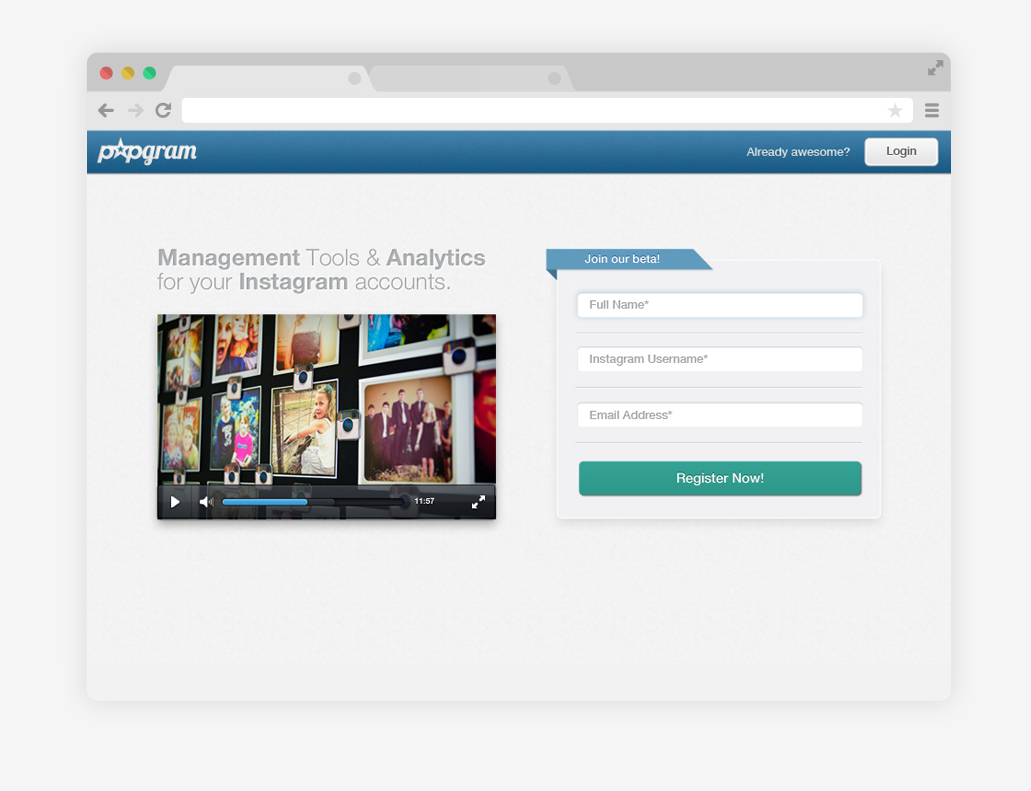 popgram
Already awesome?
Login
Management Tools & Analytics
for your Instagram accounts.
Join our beta!
Full Name*
Instagram Username*
Email Address*
Register Now!
11:57